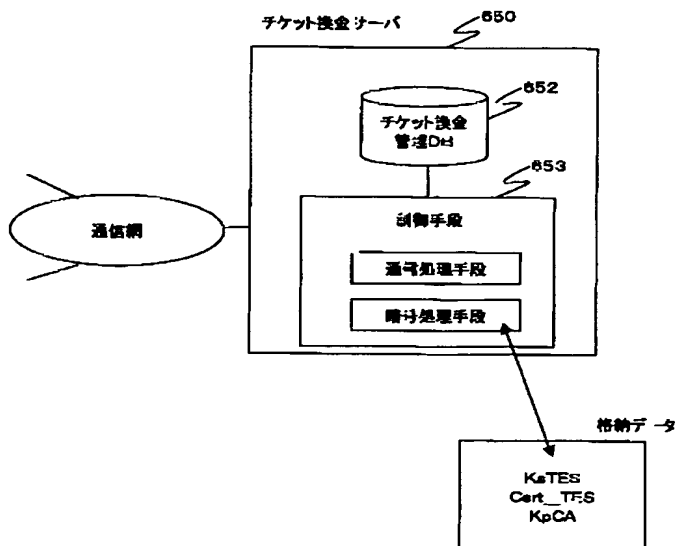 チケット換金サーバ
650
652
チケット換金
管理DB
653
制御手段
通信網
通信処理手段
暗号処理手段
格納データ
KsTES
Cert__TES
KpCA